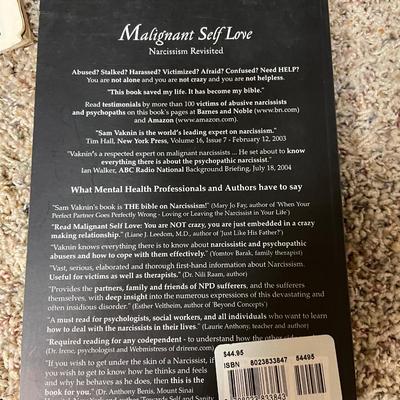 Malignant Self Love
Narcissism Revisited
Abused? Stalked? Harassed? Victimized? Afraid? Confused? Need HELP?
You are not alone and you are not crazy and you are not helpless.
"This book saved my life. It has become my bible."
Read testimonials by more than 100 victims of abusive narcissists
and psychopaths on this book's pages at Barnes and Noble (www.bn.com)
and Amazon (www.amazon.com).
"Sam Vaknin is the world's leading expert on narcissism."
Tim Hall, New York Press, Volume 16, Issue 7 - February 12, 2003
"Vaknin's a respected expert on malignant narcissists ... He set about to know
everything there is about the psychopathic narcissist."
Ian Walker, ABC Radio National Background Briefing, July 18, 2004
What Mental Health Professionals and Authors have to say
"Sam Vaknin's book is THE bible on Narcissism!" (Mary Jo Fay, author of 'When Your
Perfect Partner Goes Perfectly Wrong - Loving or Leaving the Narcissist in Your Life')
"Read Malignant Self Love: You are NOT crazy, you are just embedded in a crazy
making relationship." (Liane J. Leedom, M.D., author of 'Just Like His Father?')
"Vaknin knows everything there is to know about narcissistic and psychopathic
abusers and how to cope with them effectively." (Yomtov Barak, family therapist)
"Vast, serious, elaborated and thorough first-hand information about Narcissism.
Useful for victims as well as therapists." (Dr. Nili Raam, author)
"Provides the partners, family and friends of NPD sufferers, and the sufferers
themselves, with deep insight into the numerous expressions of this devastating and
often insidious disorder." (Esther Veltheim, author of 'Beyond Concepts')
"A must read for psychologists, social workers, and all individuals who want to learn
how to deal with the narcissists in their lives." (Laurie Anthony, teacher and author)
"Required reading for any codependent - to understand how the other side
(Dr. Irene, psychologist and Webmistress of drirene.com)
"If you wish to get under the skin of a Narcissist, if
you wish to get to know how he thinks and feels
and why he behaves as he does, then this is the
book for you." (Dr. Anthony Benis, Mount Sinai
New York and author 'Towards Self and Sanity
$44.95
ISBN 8023833847 54495